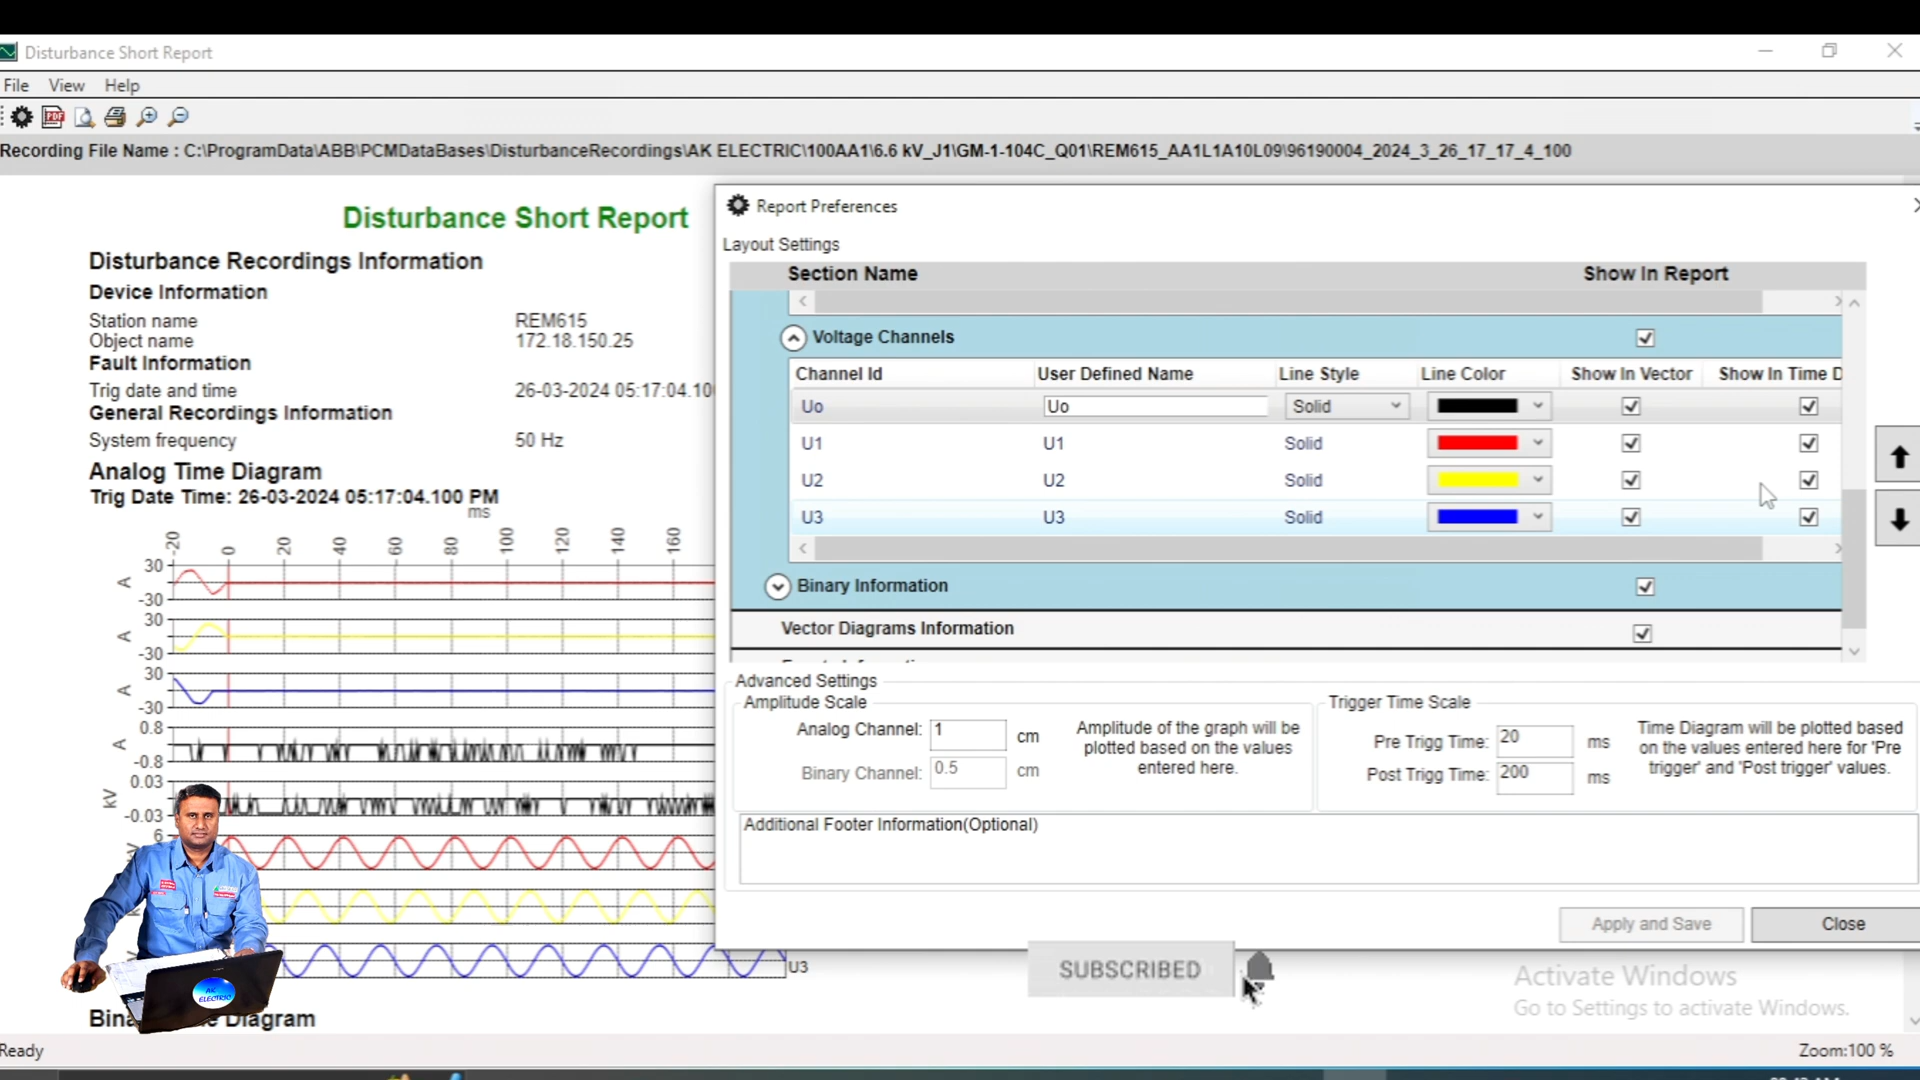 Disturbance Short Report
File View Help
PDF
Recording File Name : C:\ProgramData\ABB\PCMDataBases\DisturbanceRecordings\AK ELECTRIC\100AA1\6.6 kV_J1\GM-1-104C_Q01\REM615_AA1L1A10L09\96190004_2024_3_26_17_17_4_100
Disturbance Short Report
Disturbance Recordings Information
Device Information
Station name REM615
Object name 172.18.150.25
Fault Information
Trig date and time 26-03-2024 05:17:04.10
General Recordings Information
System frequency 50 Hz
Analog Time Diagram
Trig Date Time: 26-03-2024 05:17:04.100 PM
ms
-20 0 20 40 60 80 100 120 140 160
30
A
-30
30
A
-30
30
A
-30
0.8
A
-0.8
0.03
kV
-0.03
6
U3
AK
ELECTRIC
Diagram
Report Preferences
Layout Settings
Section Name Show In Report
Voltage Channels
Channel Id User Defined Name Line Style Line Color Show In Vector Show In Time D
Uo Uo Solid
U1 U1 Solid
U2 U2 Solid
U3 U3 Solid
Binary Information
Vector Diagrams Information
Advanced Settings
Amplitude Scale
Analog Channel: 1 cm
Binary Channel: 0.5 cm
Amplitude of the graph will be
plotted based on the values
entered here.
Trigger Time Scale
Pre Trigg Time: 20 ms
Post Trigg Time: 200 ms
Time Diagram will be plotted based
on the values entered here for 'Pre
trigger' and 'Post trigger' values.
Additional Footer Information(Optional)
Apply and Save Close
SUBSCRIBED
Activate Windows
Go to Settings to activate Windows.
Ready Zoom:100 %